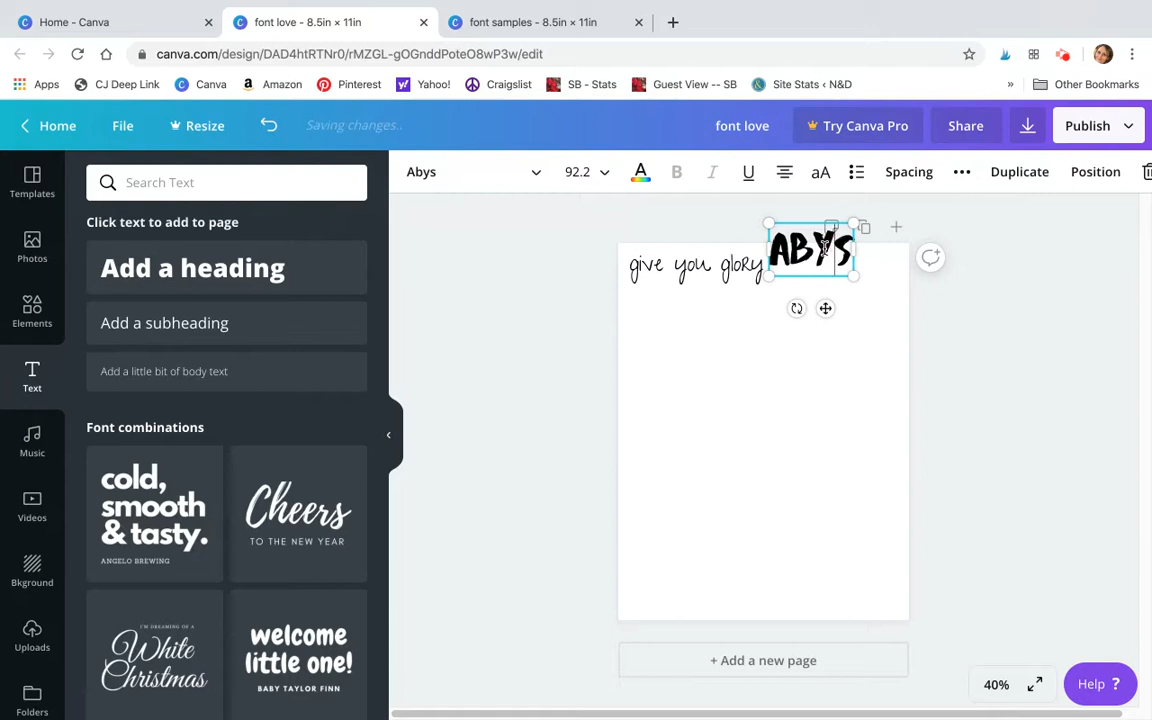 Home - Canva
font love - 8.5in × 11in
font samples - 8.5in × 11in
canva.com/design/DAD4htRTNr0/rMZGL-gOGnddPoteO8wP3w/edit
Apps
CJ Deep Link
Canva
Amazon
Pinterest
Yahoo!
Craigslist
SB - Stats
Guest View -- SB
Site Stats ‹ N&D
»
Other Bookmarks
Home
File
Resize
Saving changes..
font love
Try Canva Pro
Share
Publish
Templates
Photos
Elements
Text
Music
Videos
Bkground
Uploads
Folders
Search Text
Click text to add to page
Add a heading
Add a subheading
Add a little bit of body text
Font combinations
cold,
smooth
& tasty.
ANGELO BREWING
Cheers
TO THE NEW YEAR
I'M DREAMING OF A
White
Christmas
welcome
little one!
BABY TAYLOR FINN
Abys
92.2
A
B
I
U
aA
Spacing
Duplicate
Position
give you glory
ABYS
+ Add a new page
40%
Help ?